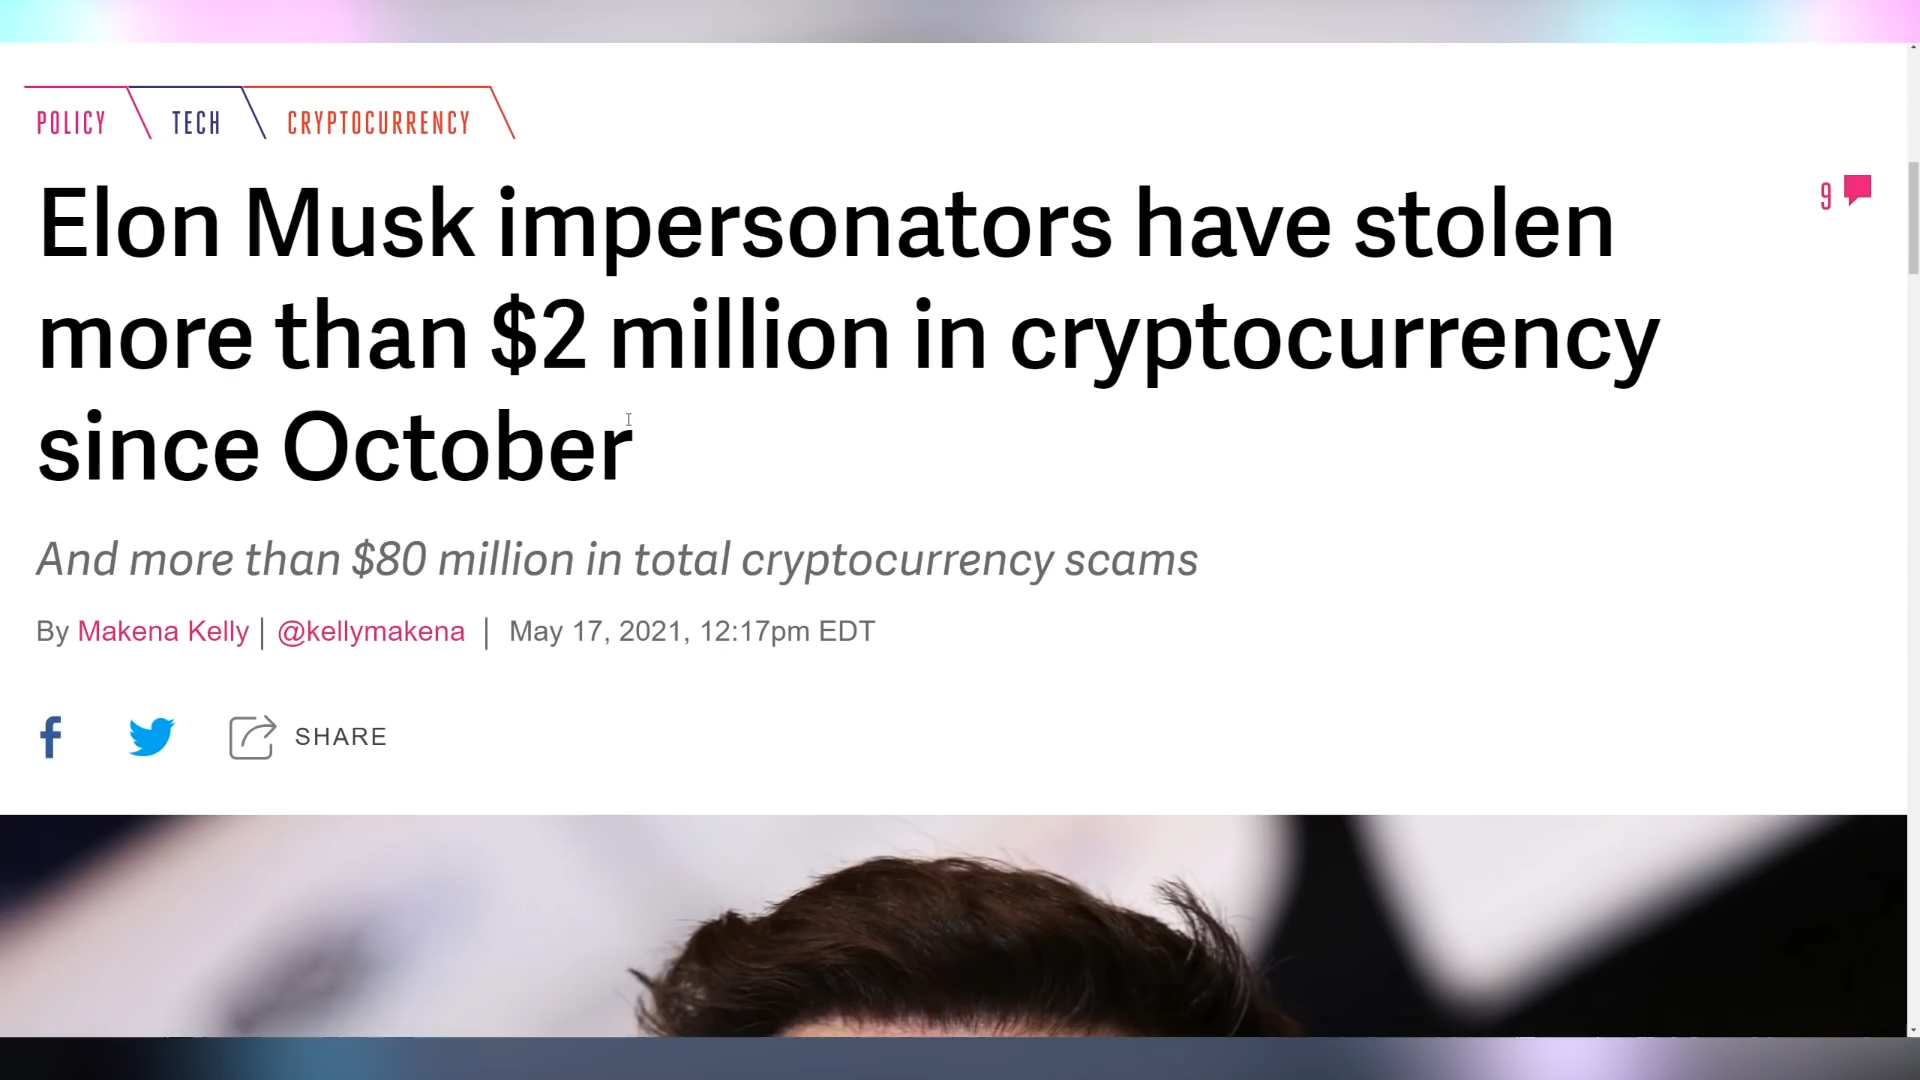 POLICY TECH CRYPTOCURRENCY
Elon Musk impersonators have stolen
9
more than $2 million in cryptocurrency
since October
And more than $80 million in total cryptocurrency scams
By Makena Kelly | @kellymakena | May 17, 2021, 12:17pm EDT
f SHARE